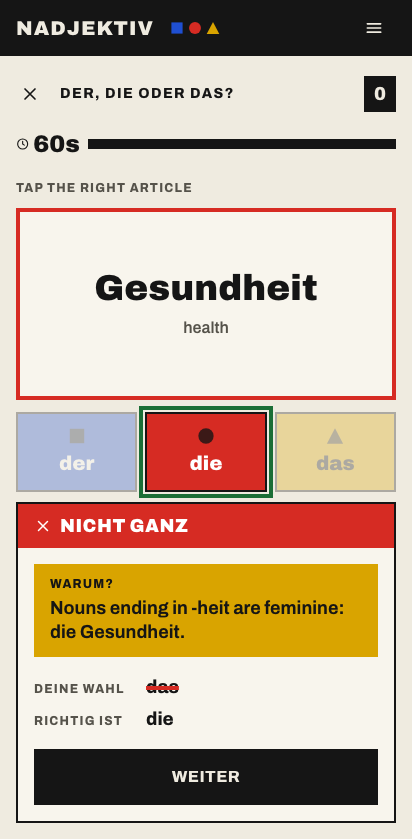 NADJEKTIV
DER, DIE ODER DAS?
0
60s
TAP THE RIGHT ARTICLE
Gesundheit
health
der
die
das
NICHT GANZ
WARUM?
Nouns ending in -heit are feminine:
die Gesundheit.
DEINE WAHL das
RICHTIG IST die
WEITER